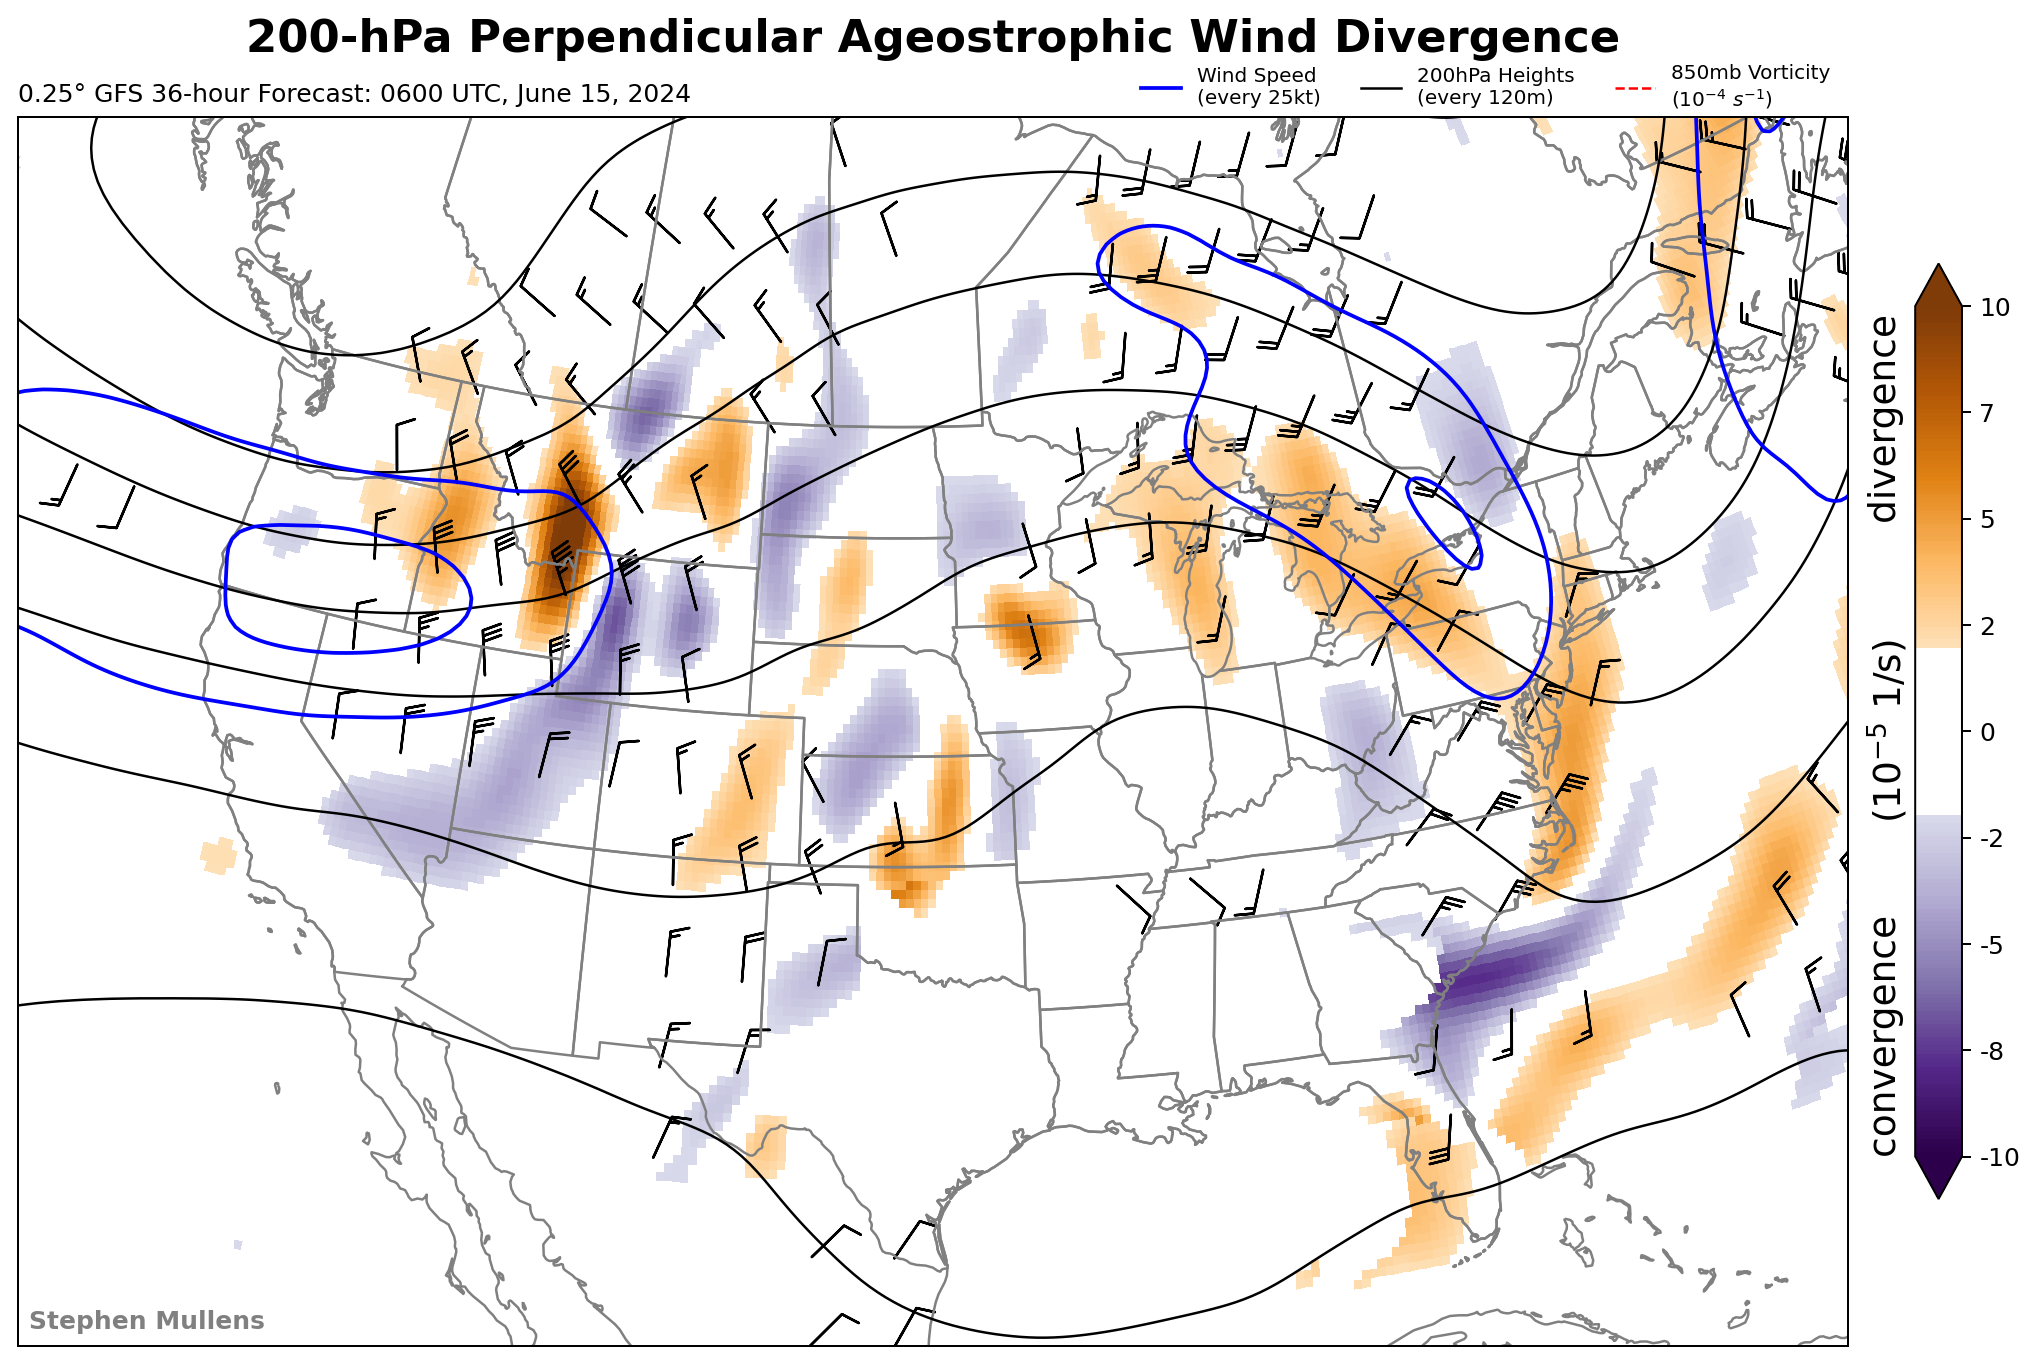 200-hPa Perpendicular Ageostrophic Wind Divergence
0.25° GFS 36-hour Forecast: 0600 UTC, June 15, 2024
Wind Speed
(every 25kt)
200hPa Heights
(every 120m)
850mb Vorticity
(10⁻⁴ s⁻¹)
10
7
5
2
0
-2
-5
-8
-10
convergence (10⁻⁵ 1/s) divergence
Stephen Mullens